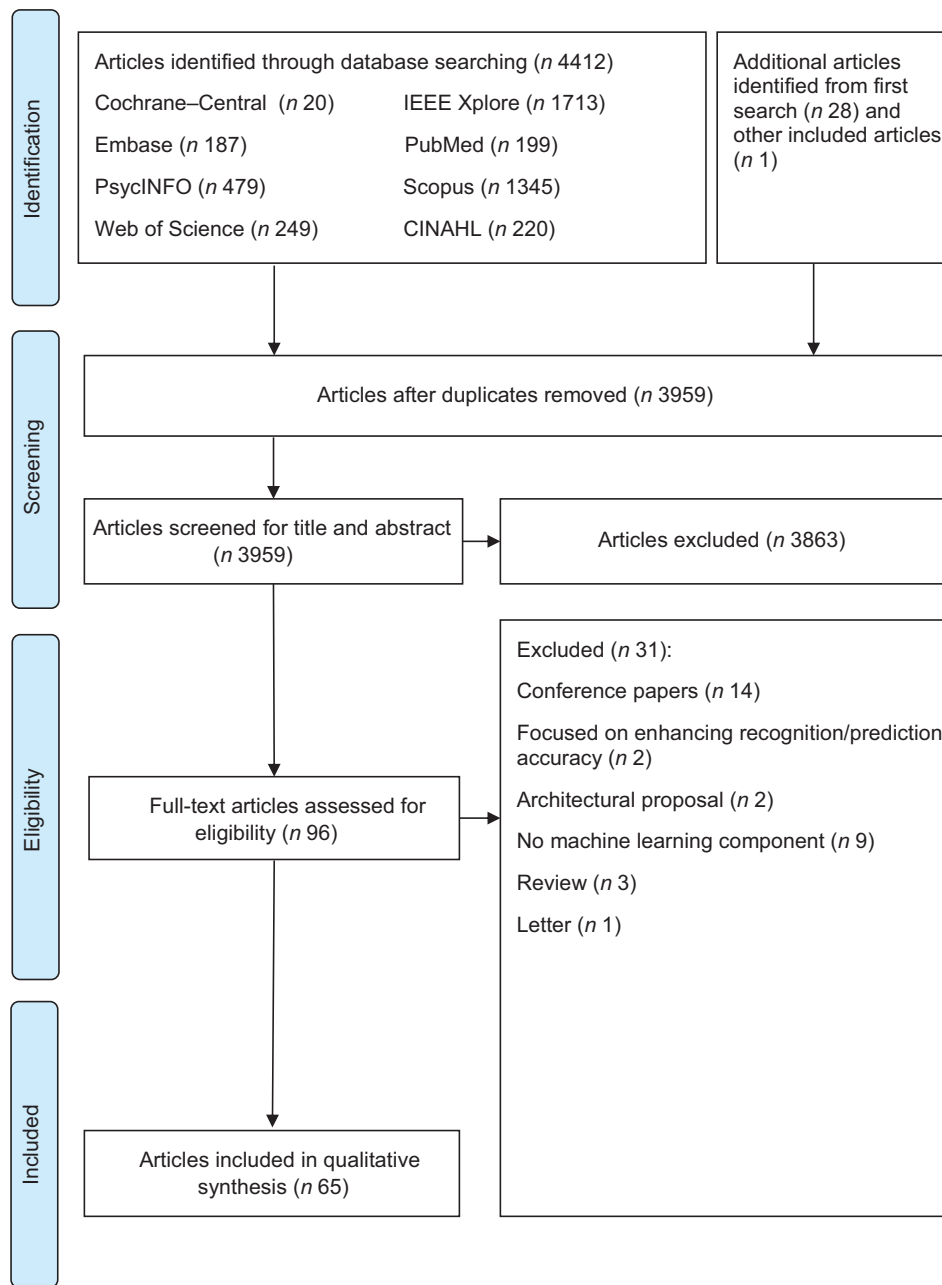 Identification
Articles identified through database searching (n 4412)
Cochrane–Central (n 20)
IEEE Xplore (n 1713)
Embase (n 187)
PubMed (n 199)
PsycINFO (n 479)
Scopus (n 1345)
Web of Science (n 249)
CINAHL (n 220)
Additional articles
identified from first
search (n 28) and
other included articles
(n 1)
Screening
Articles after duplicates removed (n 3959)
Articles screened for title and abstract
(n 3959)
Articles excluded (n 3863)
Eligibility
Full-text articles assessed for
eligibility (n 96)
Excluded (n 31):
Conference papers (n 14)
Focused on enhancing recognition/prediction
accuracy (n 2)
Architectural proposal (n 2)
No machine learning component (n 9)
Review (n 3)
Letter (n 1)
Included
Articles included in qualitative
synthesis (n 65)